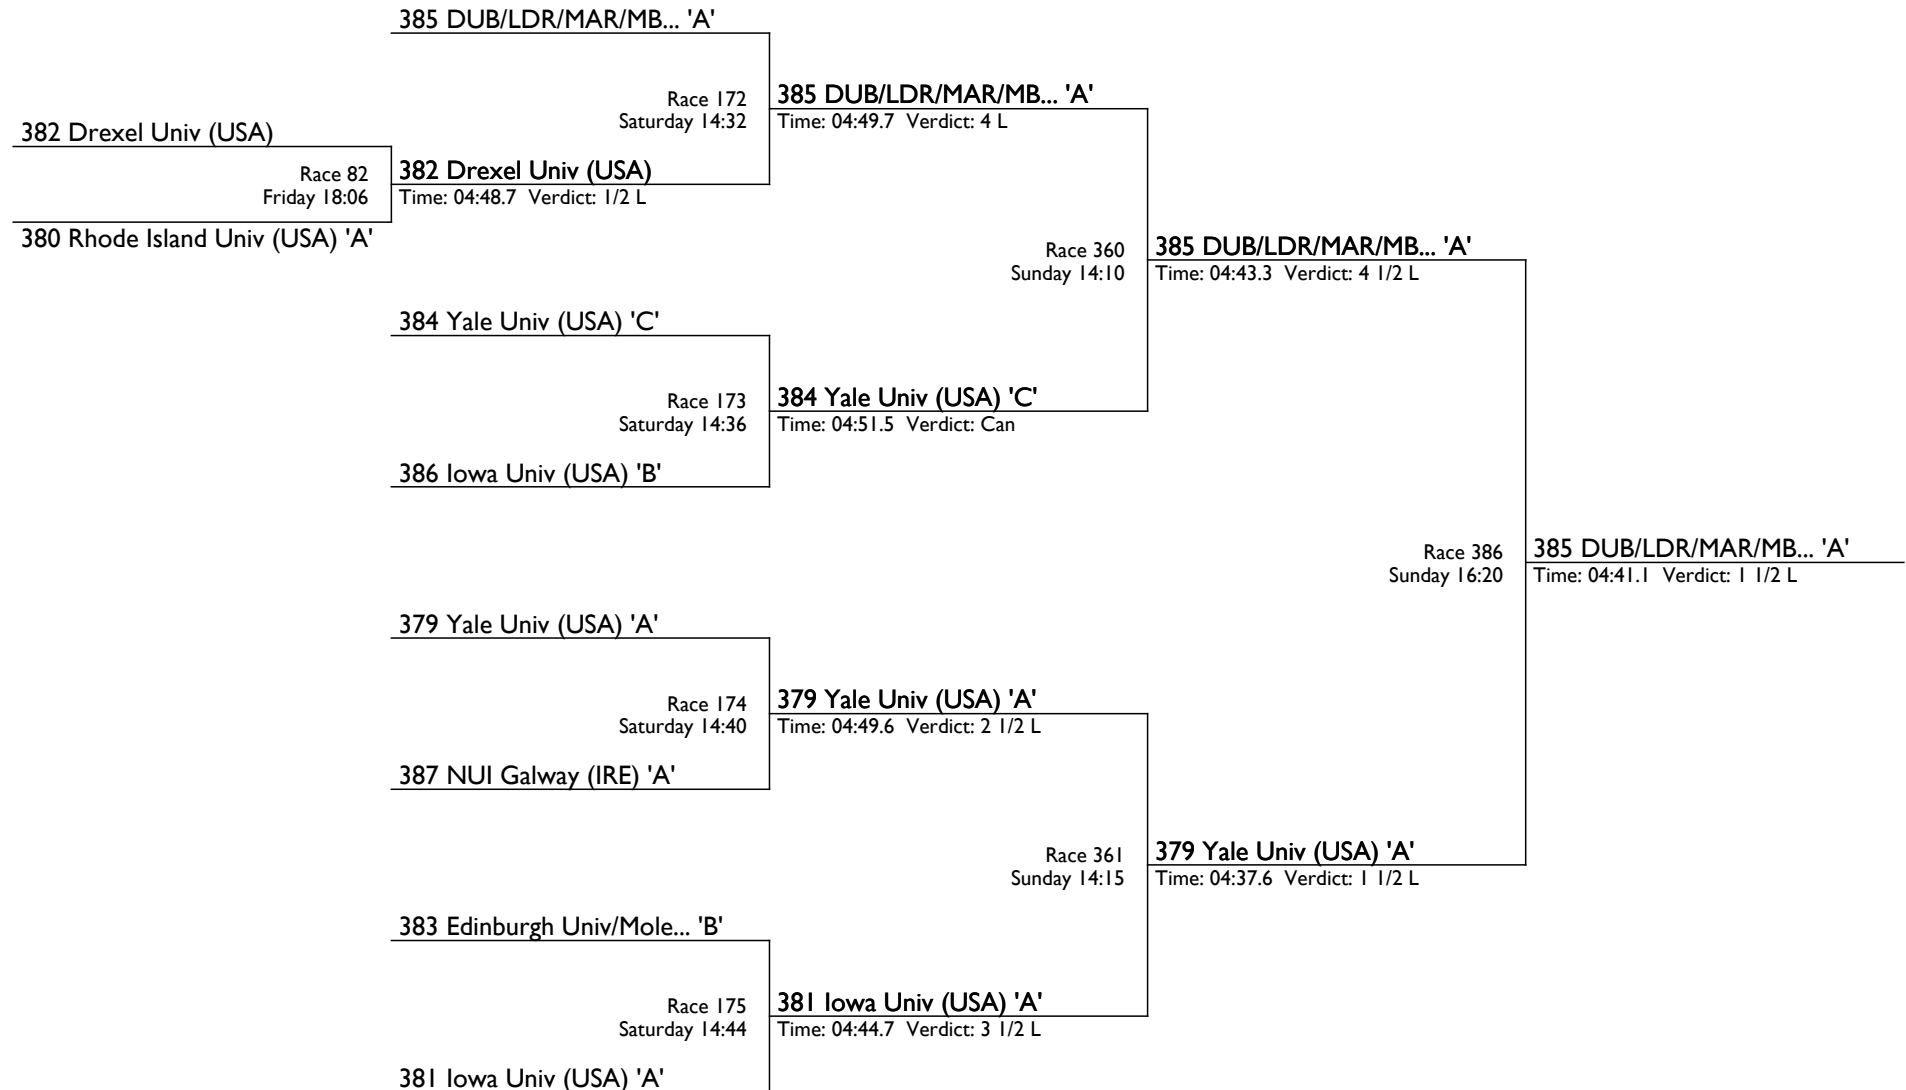 385 DUB/LDR/MAR/MB... 'A'
Race 172
Saturday 14:32
385 DUB/LDR/MAR/MB... 'A'
Time: 04:49.7 Verdict: 4 L
382 Drexel Univ (USA)
Race 82
Friday 18:06
382 Drexel Univ (USA)
Time: 04:48.7 Verdict: 1/2 L
380 Rhode Island Univ (USA) 'A'
Race 360
Sunday 14:10
385 DUB/LDR/MAR/MB... 'A'
Time: 04:43.3 Verdict: 4 1/2 L
384 Yale Univ (USA) 'C'
Race 173
Saturday 14:36
384 Yale Univ (USA) 'C'
Time: 04:51.5 Verdict: Can
386 Iowa Univ (USA) 'B'
Race 386
Sunday 16:20
385 DUB/LDR/MAR/MB... 'A'
Time: 04:41.1 Verdict: 1 1/2 L
379 Yale Univ (USA) 'A'
Race 174
Saturday 14:40
379 Yale Univ (USA) 'A'
Time: 04:49.6 Verdict: 2 1/2 L
387 NUI Galway (IRE) 'A'
Race 361
Sunday 14:15
379 Yale Univ (USA) 'A'
Time: 04:37.6 Verdict: 1 1/2 L
383 Edinburgh Univ/Mole... 'B'
Race 175
Saturday 14:44
381 Iowa Univ (USA) 'A'
Time: 04:44.7 Verdict: 3 1/2 L
381 Iowa Univ (USA) 'A'